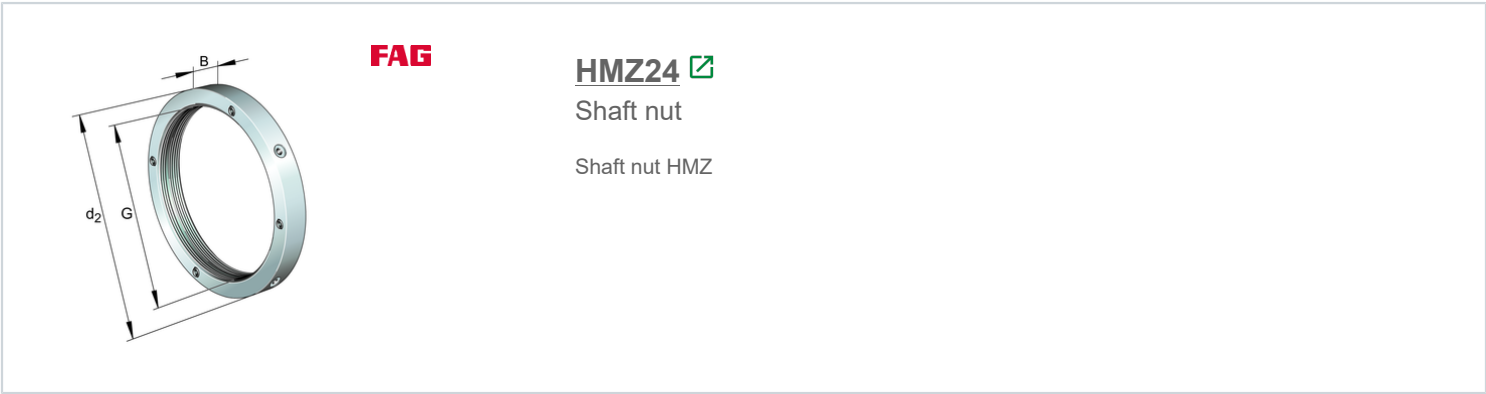 B
d2
G
FAG
HMZ24
Shaft nut
Shaft nut HMZ